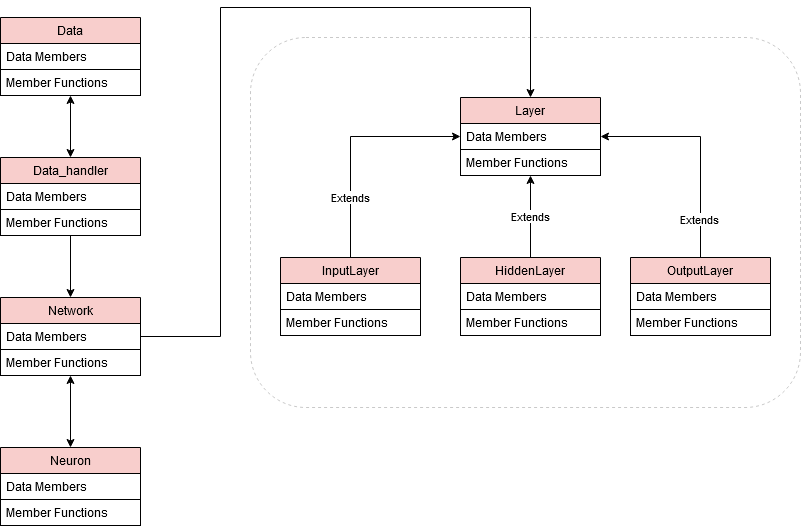 Data
Data Members
Member Functions
Data_handler
Data Members
Member Functions
Network
Data Members
Member Functions
Neuron
Data Members
Member Functions
Layer
Data Members
Member Functions
Extends
Extends
Extends
InputLayer
Data Members
Member Functions
HiddenLayer
Data Members
Member Functions
OutputLayer
Data Members
Member Functions